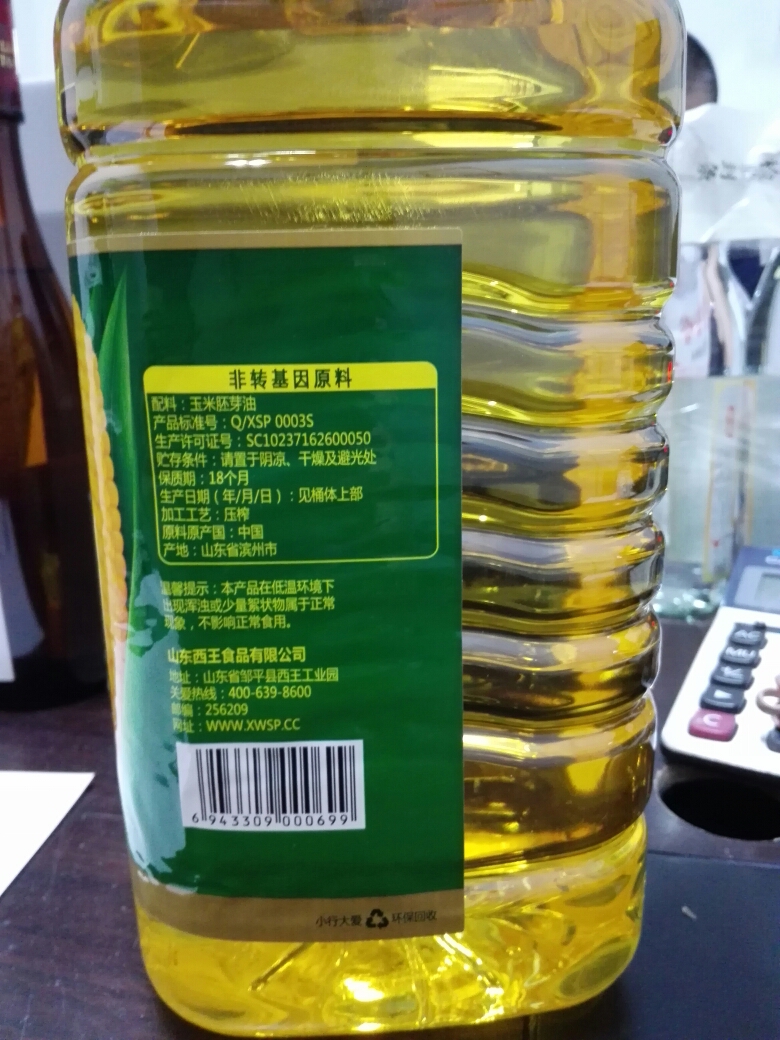 非转基因原料
配料：玉米胚芽油
产品标准号：Q/XSP 0003S
生产许可证号：SC10237162600050
贮存条件：请置于阴凉、干燥及避光处
保质期：18个月
生产日期（年/月/日）：见桶体上部
加工工艺：压榨
原料原产国：中国
产地：山东省滨州市
温馨提示：本产品在低温环境下
出现浑浊或少量絮状物属于正常
现象，不影响正常食用。
山东西王食品有限公司
地址：山东省邹平县西王工业园
关爱热线：400-639-8600
邮编：256209
网址：WWW.XWSP.CC
6 943309 000699
小行大爱 环保回收
AC
MU
C